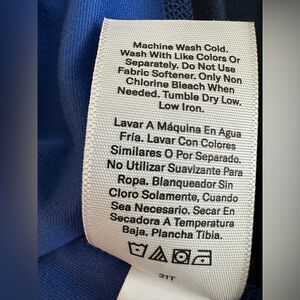 Machine Wash Cold.
Wash With Like Colors Or
Separately. Do Not Use
Fabric Softener. Only Non
Chlorine Bleach When
Needed. Tumble Dry Low,
Low Iron.
Lavar A Máquina En Agua
Fría. Lavar Con Colores
Similares O Por Separado.
No Utilizar Suavizante Para
Ropa. Blanqueador Sin
Cloro Solamente, Cuando
Sea Necesario. Secar En
Secadora A Temperatura
Baja. Plancha Tibia.
21T